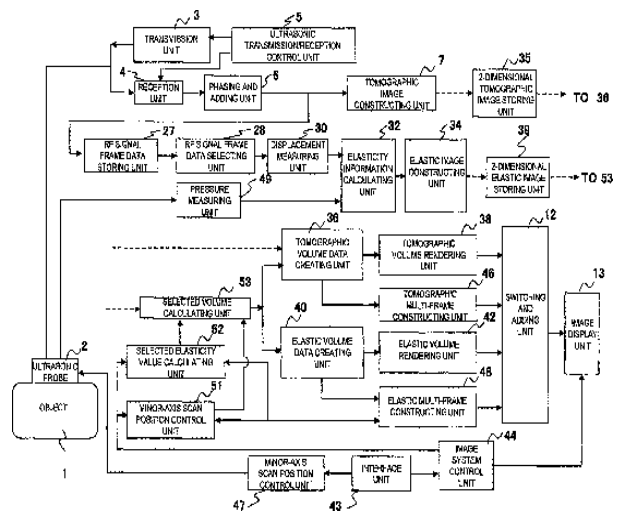 3
TRANSMISSION UNIT
5
ULTRASONIC TRANSMISSION/RECEPTION CONTROL UNIT
4
RECEPTION UNIT
6
PHASING AND ADDING UNIT
7
TOMOGRAPHIC IMAGE CONSTRUCTING UNIT
35
2-DIMENSIONAL TOMOGRAPHIC IMAGE STORING UNIT
TO 36
27
RF SIGNAL FRAME DATA STORING UNIT
28
RF SIGNAL FRAME DATA SELECTING UNIT
30
DISPLACEMENT MEASURING UNIT
32
ELASTICITY INFORMATION CALCULATING UNIT
34
ELASTIC IMAGE CONSTRUCTING UNIT
39
2-DIMENSIONAL ELASTIC IMAGE STORING UNIT
TO 53
49
PRESSURE MEASURING UNIT
36
TOMOGRAPHIC VOLUME DATA CREATING UNIT
38
TOMOGRAPHIC VOLUME RENDERING UNIT
12
SWITCHING AND ADDING UNIT
13
IMAGE DISPLAY UNIT
46
TOMOGRAPHIC MULTI-FRAME CONSTRUCTING UNIT
53
SELECTED VOLUME CALCULATING UNIT
40
ELASTIC VOLUME DATA CREATING UNIT
42
ELASTIC VOLUME RENDERING UNIT
52
SELECTED ELASTICITY VALUE CALCULATING UNIT
48
ELASTIC MULTI-FRAME CONSTRUCTING UNIT
2
ULTRASONIC PROBE
OBJECT
1
51
MINOR-AXIS SCAN POSITION CONTROL UNIT
44
IMAGE SYSTEM CONTROL UNIT
MINOR-AXIS SCAN POSITION CONTROL UNIT
47
INTERFACE UNIT
43